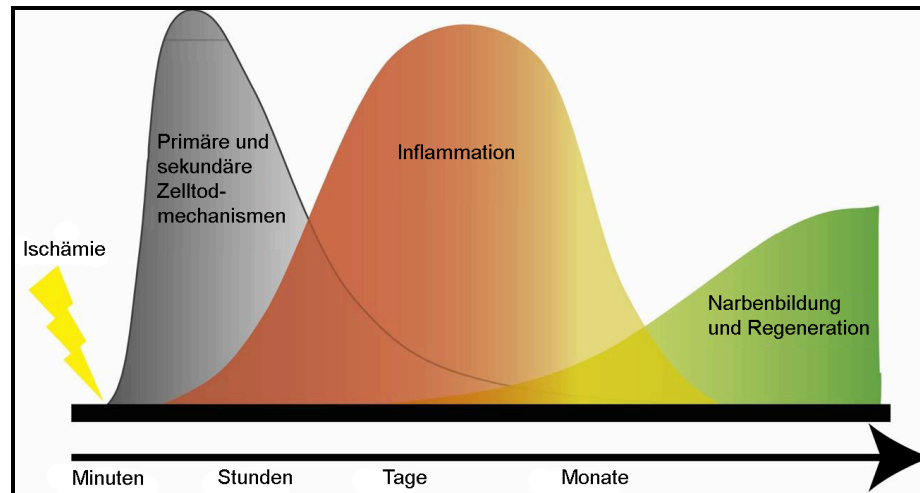 Primäre und
sekundäre
Zelltod-
mechanismen
Inflammation
Ischämie
Narbenbildung
und Regeneration
Minuten Stunden Tage Monate